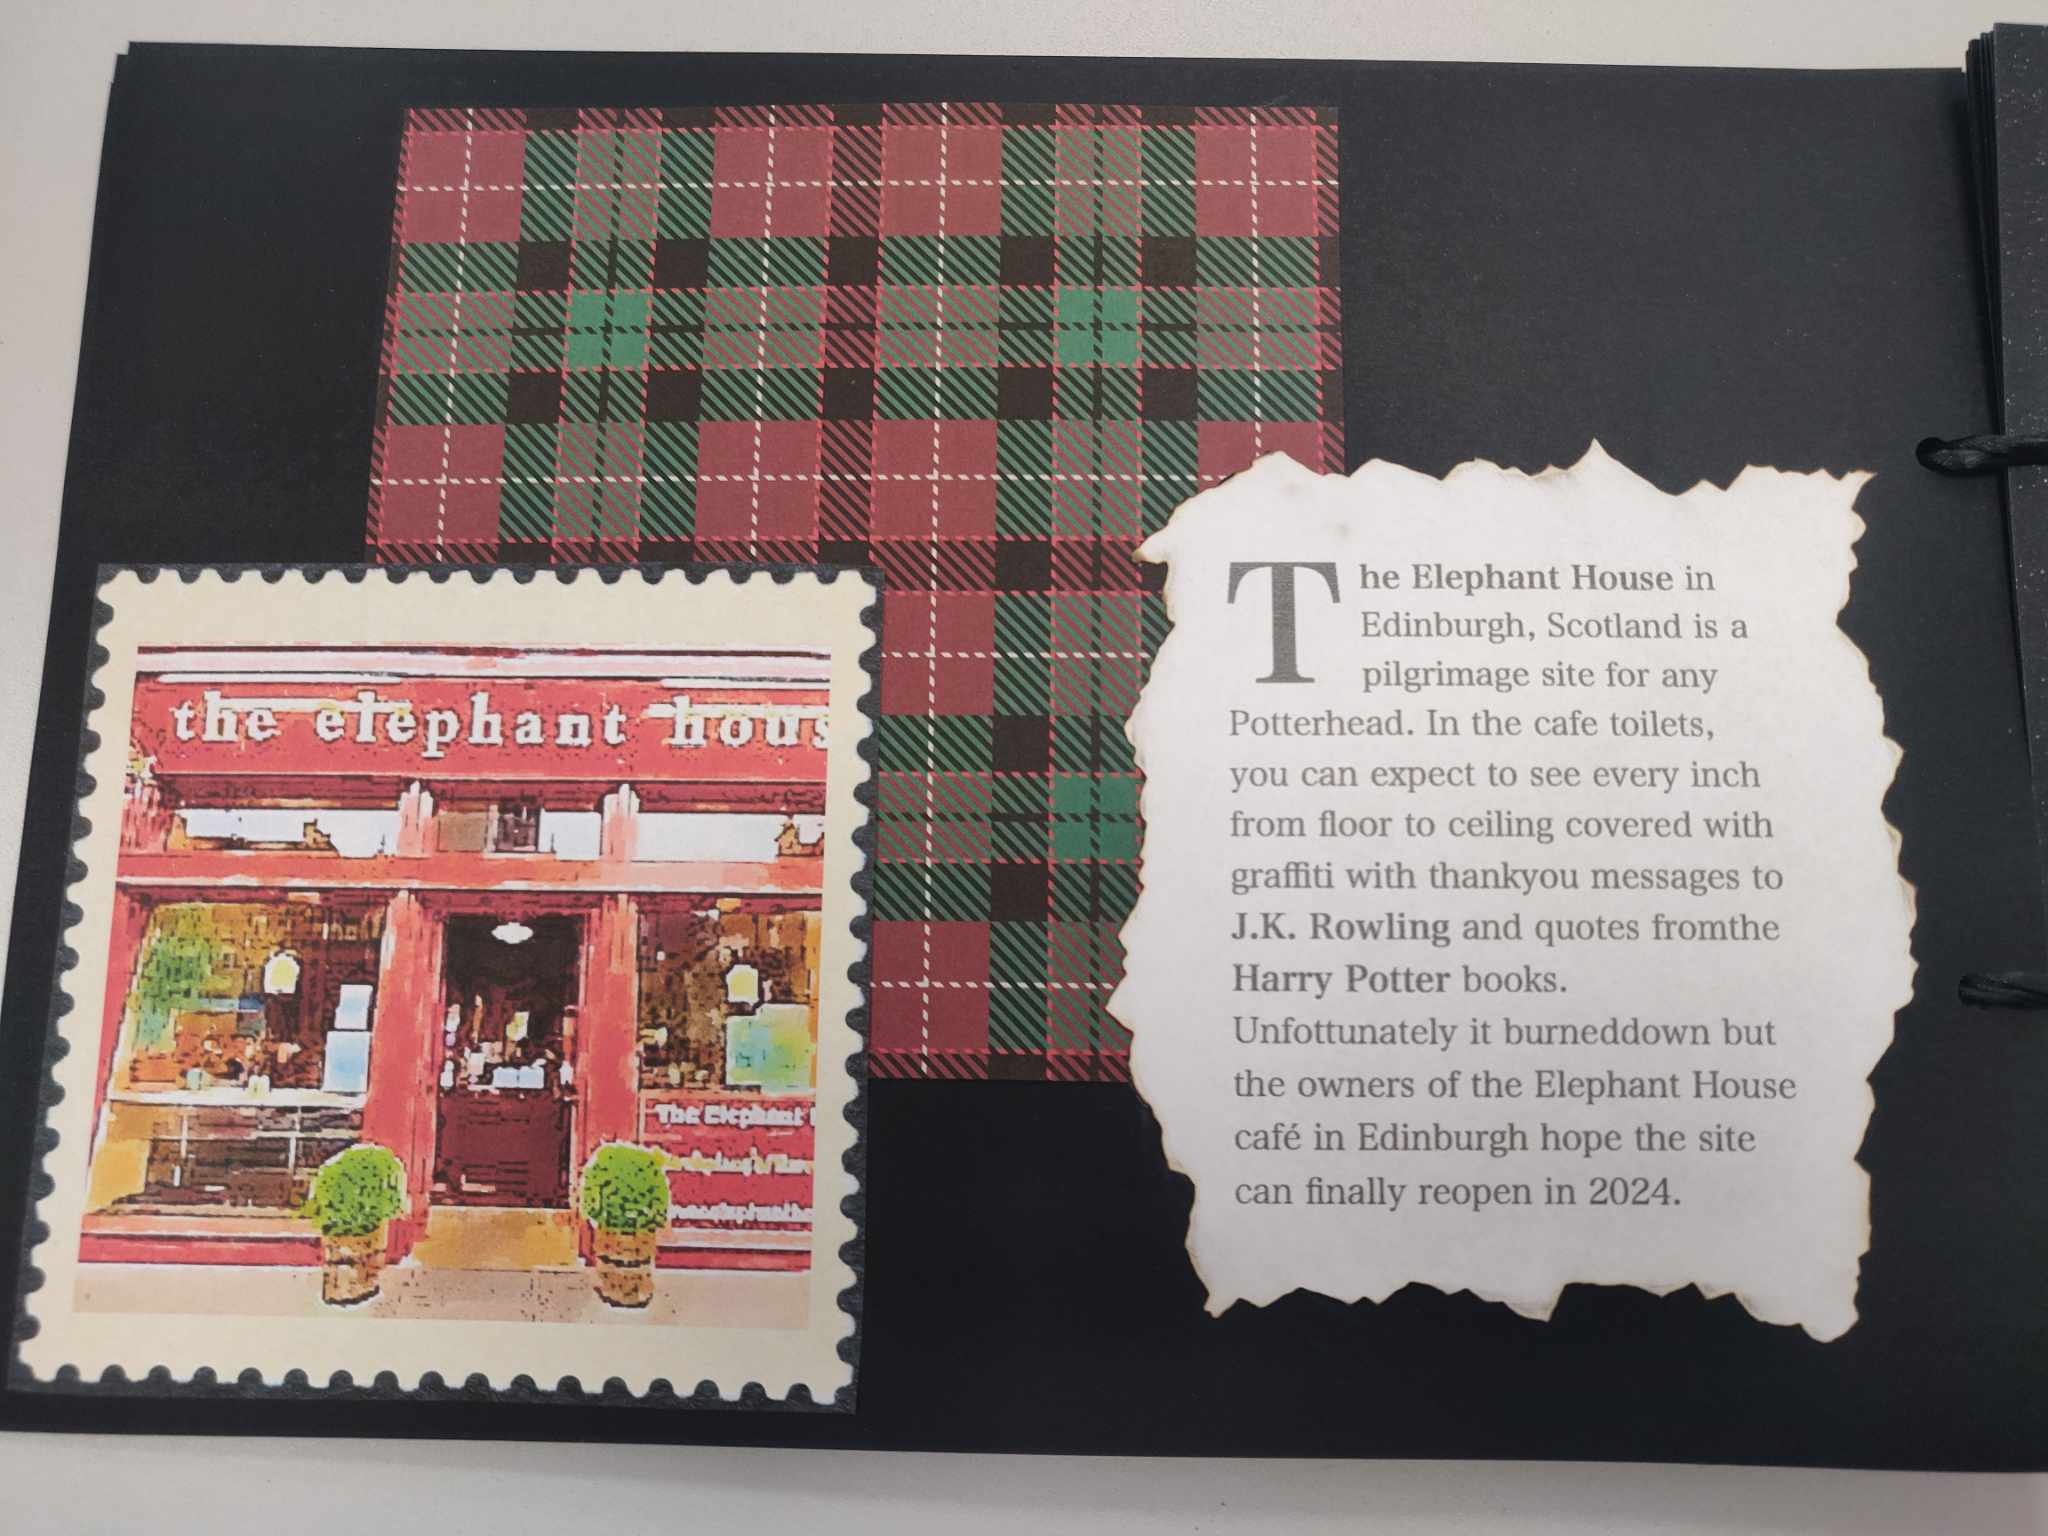 the elephant hous
The Elephant
The Elephant House in
Edinburgh, Scotland is a
pilgrimage site for any
Potterhead. In the cafe toilets,
you can expect to see every inch
from floor to ceiling covered with
graffiti with thankyou messages to
J.K. Rowling and quotes fromthe
Harry Potter books.
Unfottunately it burneddown but
the owners of the Elephant House
café in Edinburgh hope the site
can finally reopen in 2024.